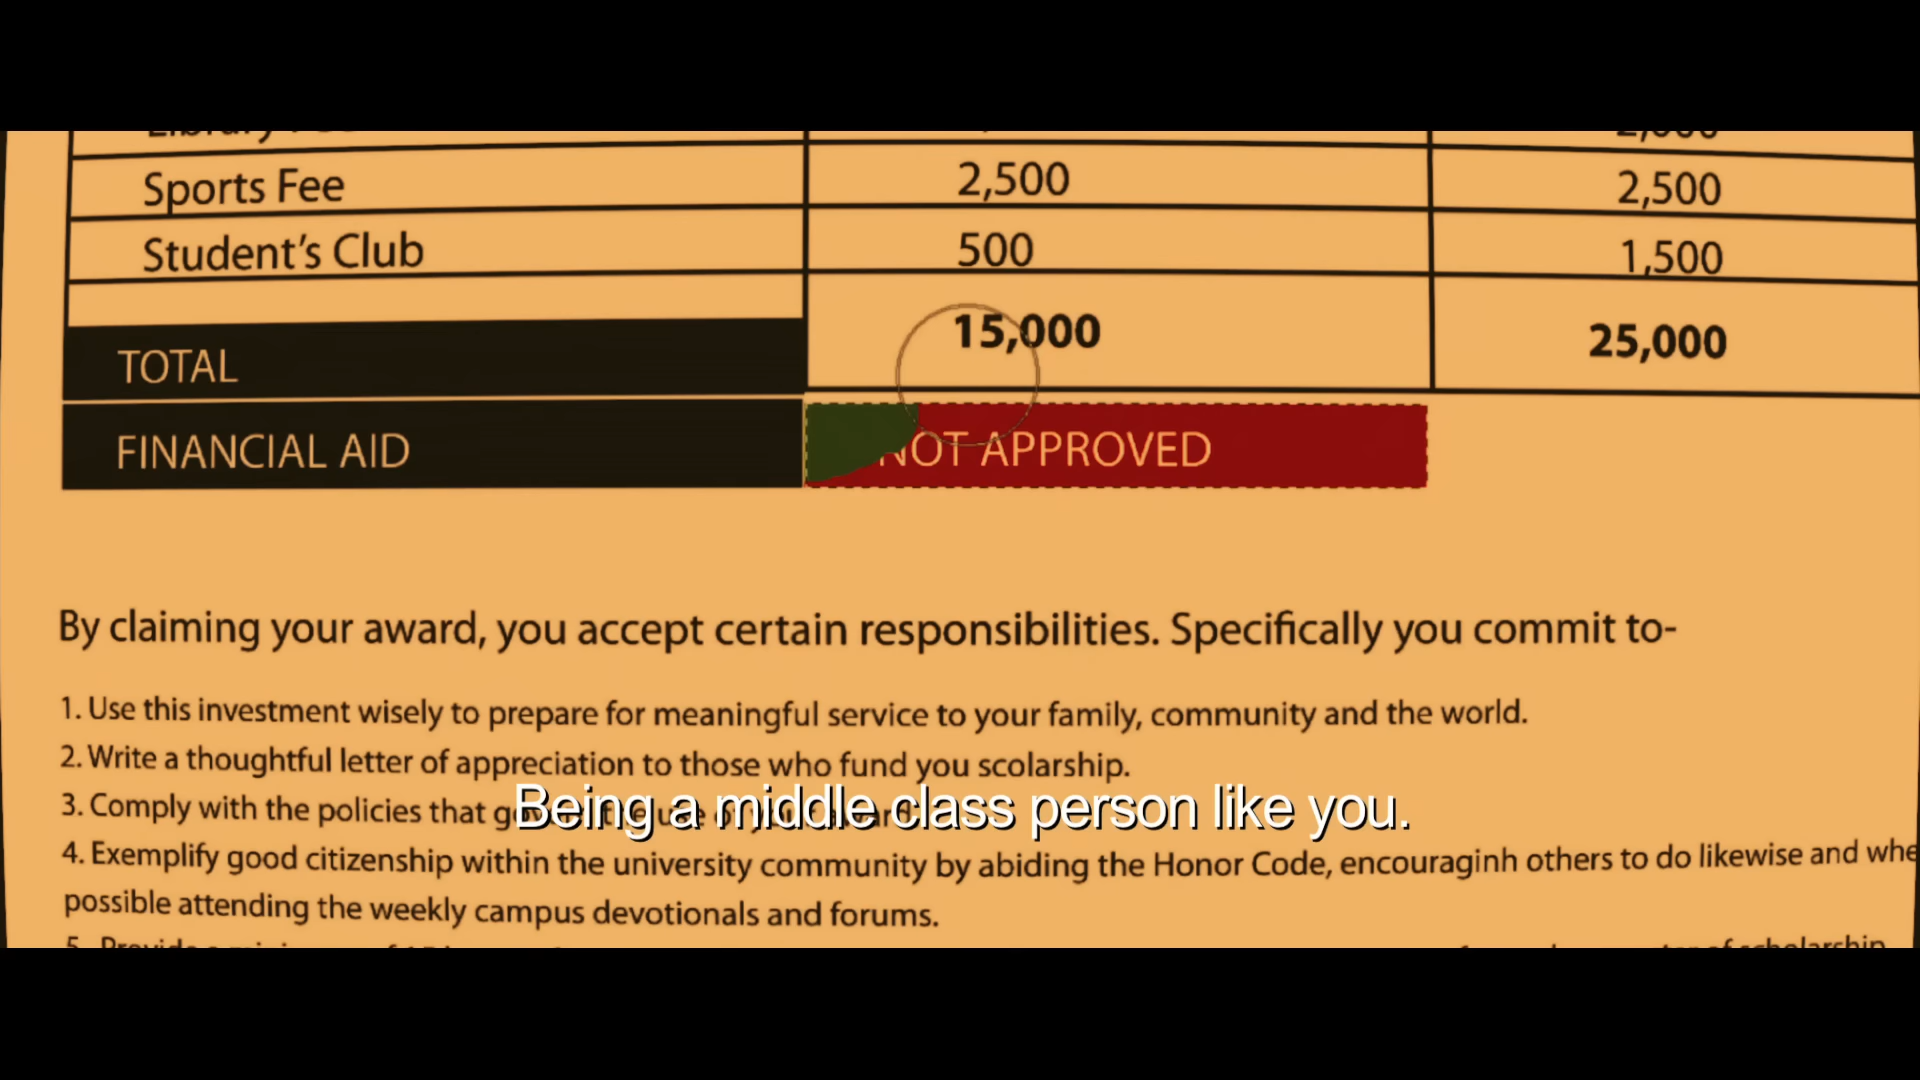 Sports Fee 2,500 2,500
Student's Club 500 1,500
TOTAL 15,000 25,000
FINANCIAL AID NOT APPROVED
By claiming your award, you accept certain responsibilities. Specifically you commit to-
1. Use this investment wisely to prepare for meaningful service to your family, community and the world.
2. Write a thoughtful letter of appreciation to those who fund you scolarship.
3. Comply with the policies that
Being a middle class person like you.
4. Exemplify good citizenship within the university community by abiding the Honor Code, encouraginh others to do likewise and whe
possible attending the weekly campus devotionals and forums.
of scholarship